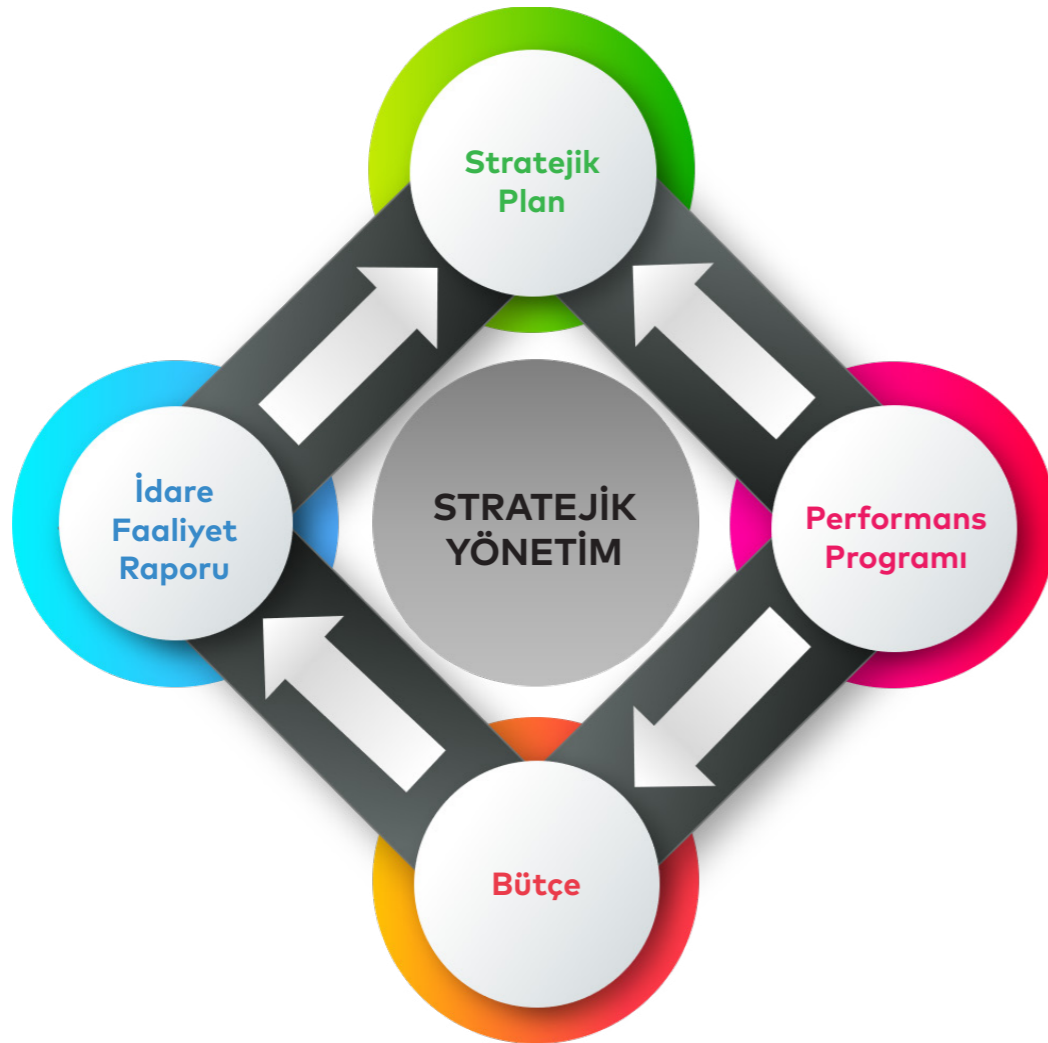 Stratejik
Plan
İdare
Faaliyet
Raporu
STRATEJİK
YÖNETİM
Performans
Programı
Bütçe